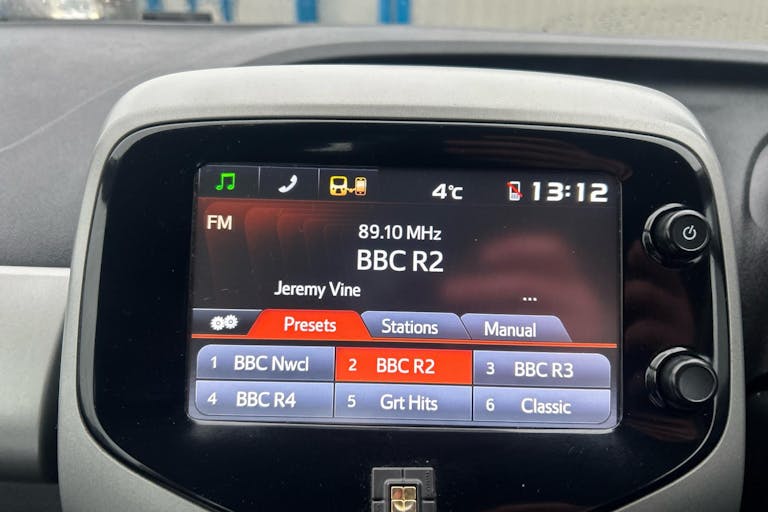 4°C 13:12
FM
89.10 MHz
BBC R2
Jeremy Vine ...
Presets Stations Manual
1 BBC Nwcl 2 BBC R2 3 BBC R3
4 BBC R4 5 Grt Hits 6 Classic